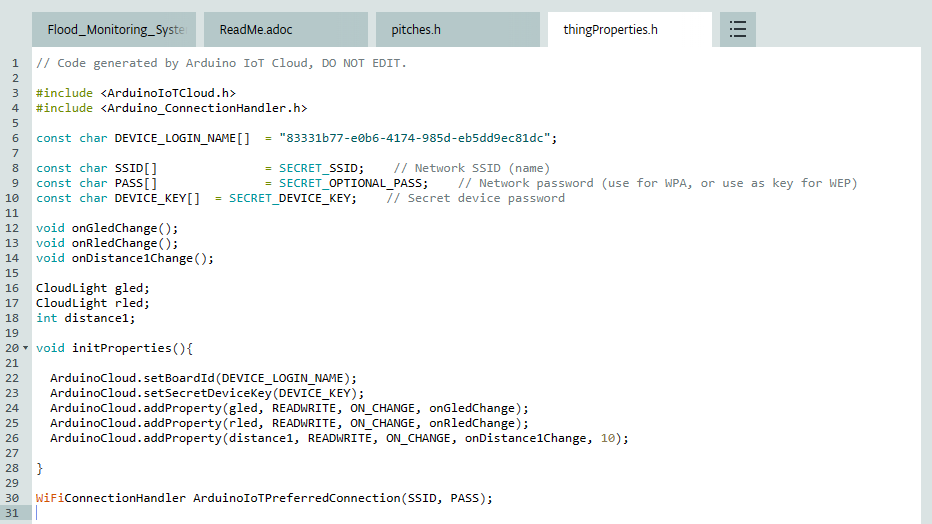 Flood_Monitoring_Syste
ReadMe.adoc
pitches.h
thingProperties.h
1 // Code generated by Arduino IoT Cloud, DO NOT EDIT.
2
3 #include <ArduinoIoTCloud.h>
4 #include <Arduino_ConnectionHandler.h>
5
6 const char DEVICE_LOGIN_NAME[]  = "83331b77-e0b6-4174-985d-eb5dd9ec81dc";
7
8 const char SSID[]               = SECRET_SSID;    // Network SSID (name)
9 const char PASS[]               = SECRET_OPTIONAL_PASS;    // Network password (use for WPA, or use as key for WEP)
10 const char DEVICE_KEY[]  = SECRET_DEVICE_KEY;    // Secret device password
11
12 void onGledChange();
13 void onRledChange();
14 void onDistance1Change();
15
16 CloudLight gled;
17 CloudLight rled;
18 int distance1;
19
20 void initProperties(){
21
22   ArduinoCloud.setBoardId(DEVICE_LOGIN_NAME);
23   ArduinoCloud.setSecretDeviceKey(DEVICE_KEY);
24   ArduinoCloud.addProperty(gled, READWRITE, ON_CHANGE, onGledChange);
25   ArduinoCloud.addProperty(rled, READWRITE, ON_CHANGE, onRledChange);
26   ArduinoCloud.addProperty(distance1, READWRITE, ON_CHANGE, onDistance1Change, 10);
27
28 }
29
30 WiFiConnectionHandler ArduinoIoTPreferredConnection(SSID, PASS);
31